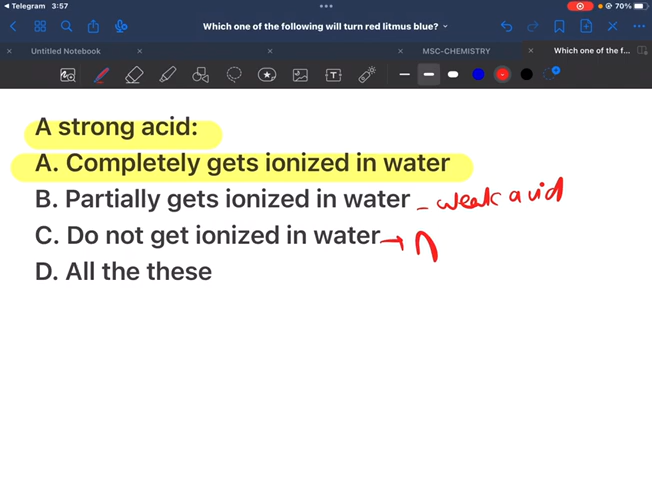 Telegram 3:57
70%
Which one of the following will turn red litmus blue?
Untitled Notebook
MSC-CHEMISTRY
Which one of the f...
A strong acid:
A. Completely gets ionized in water
B. Partially gets ionized in water - weak acid
C. Do not get ionized in water →
D. All the these